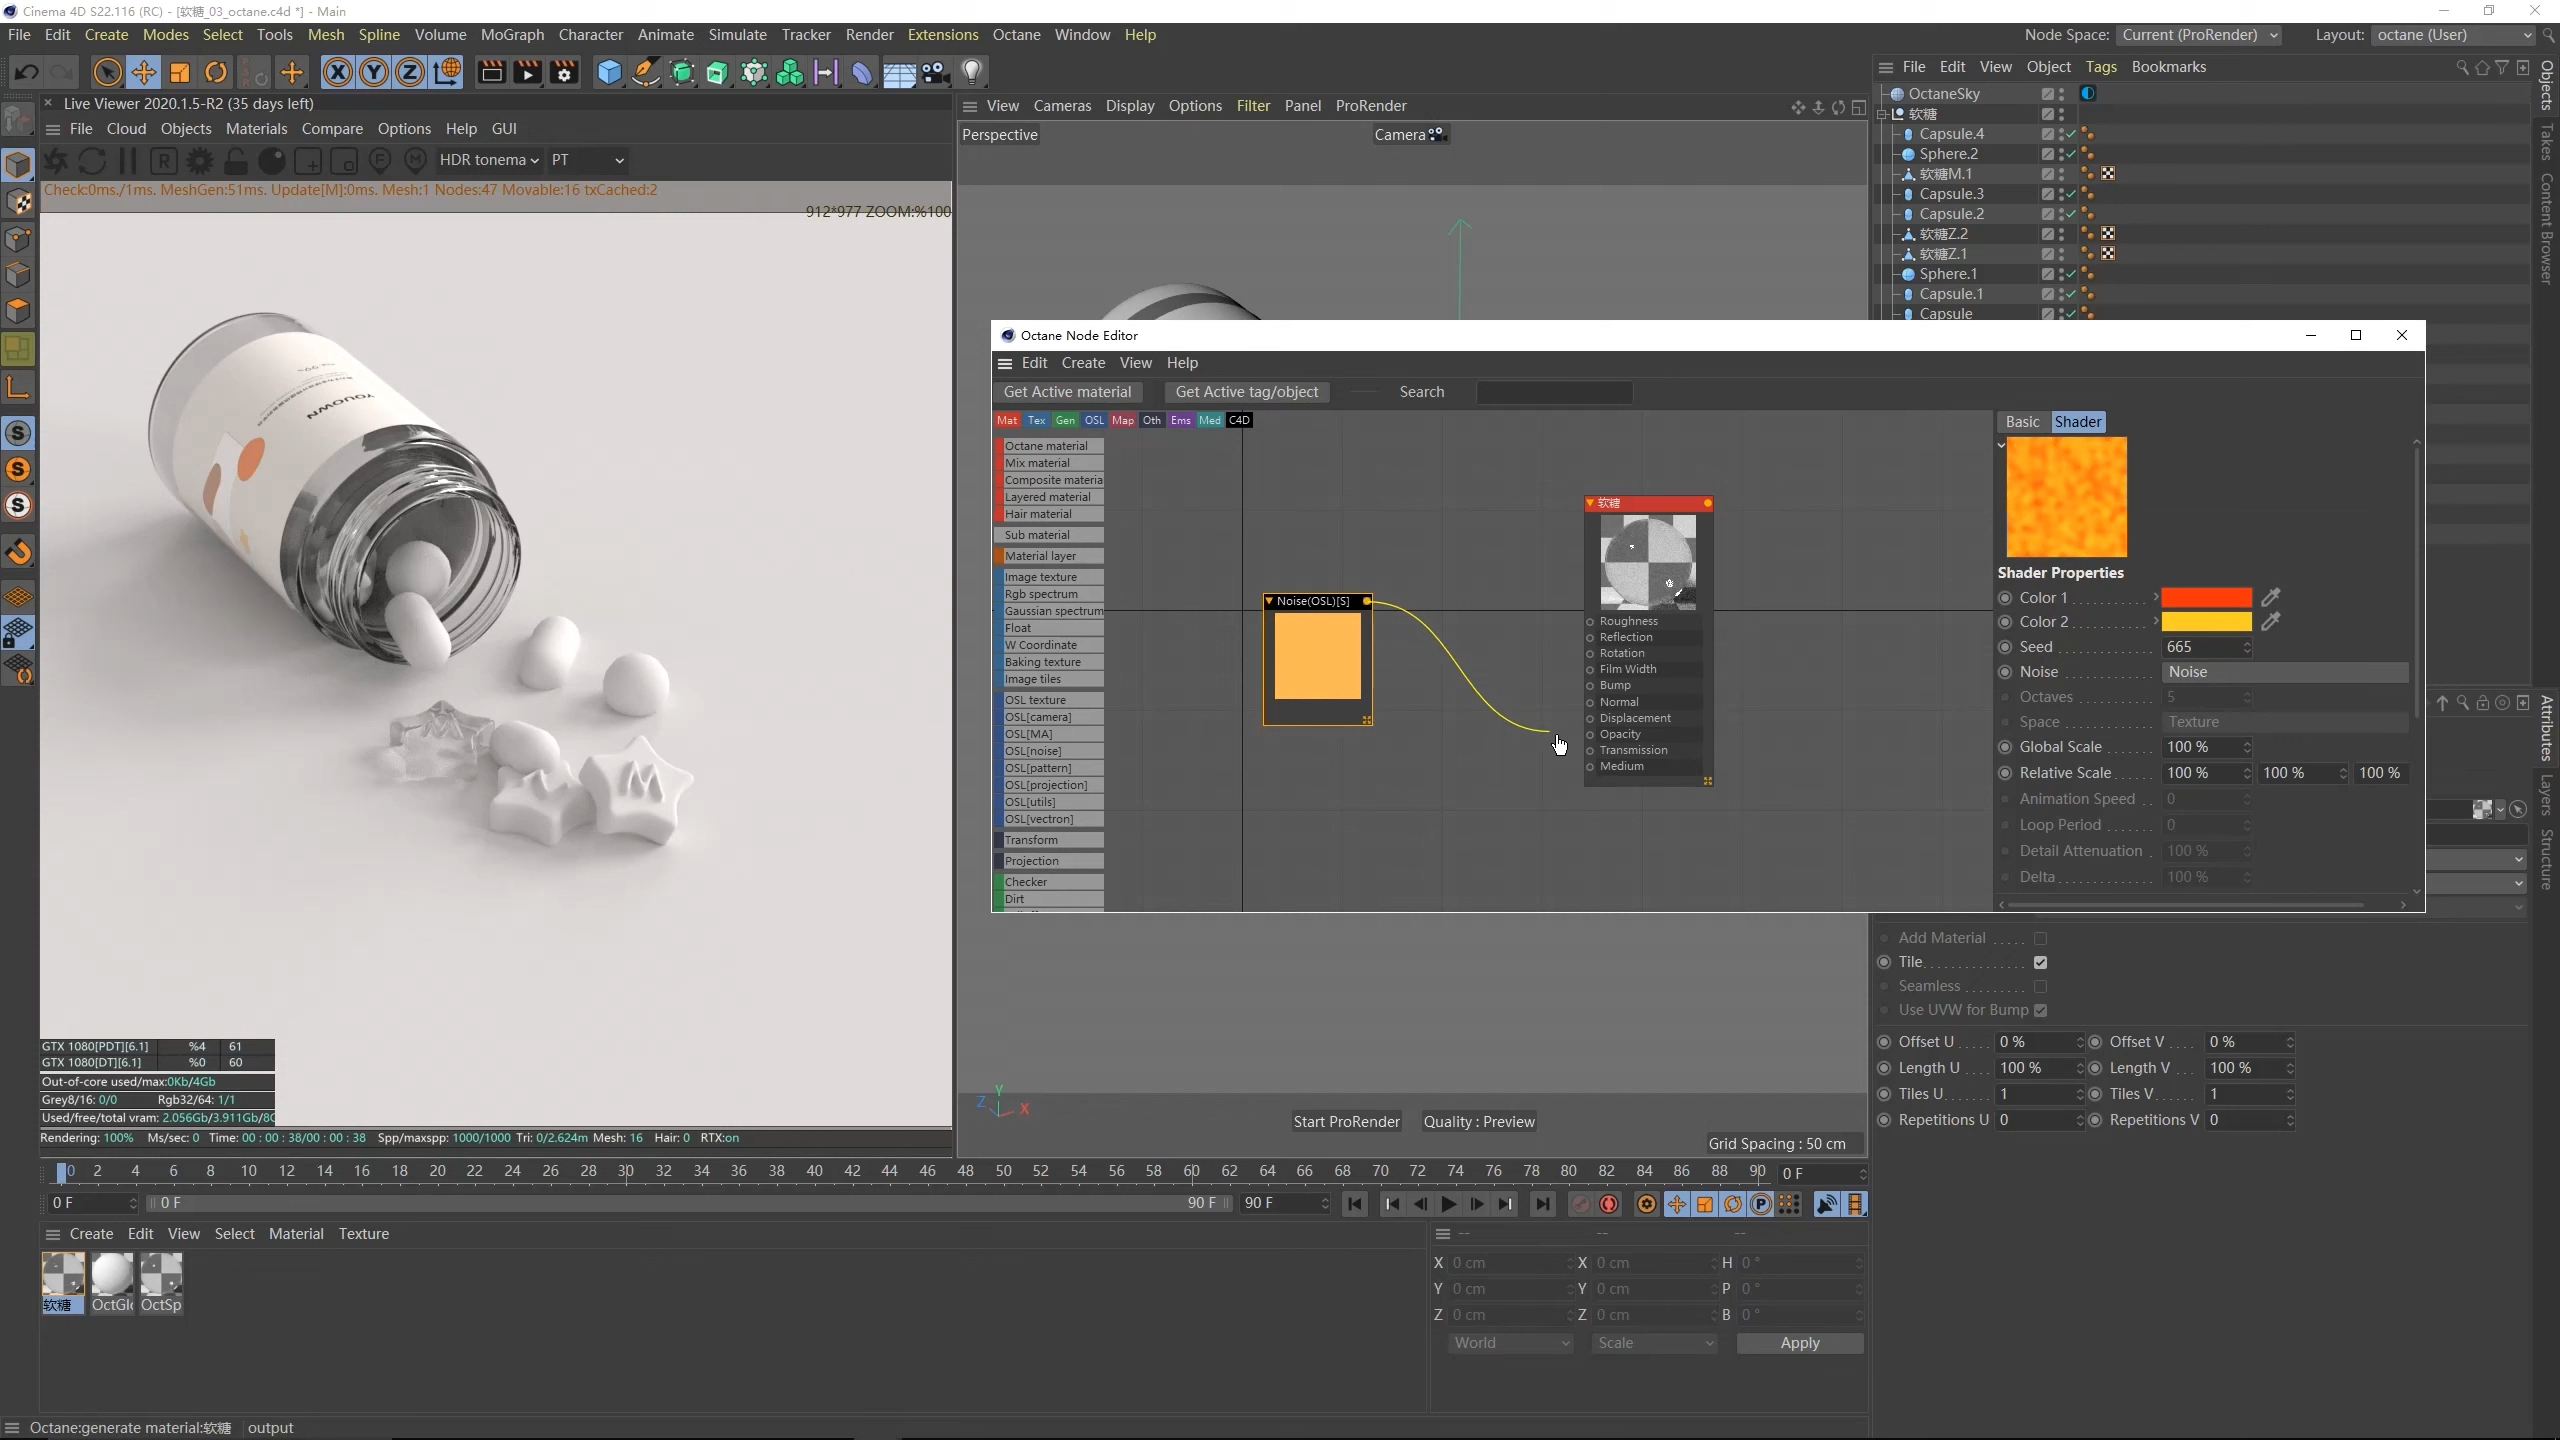 Cinema 4D S22.116 (RC) - [软糖_03_octane.c4d *] - Main
File Edit Create Modes Select Tools Mesh Spline Volume MoGraph Character Animate Simulate Tracker Render Extensions Octane Window Help
Node Space: Current (ProRender) Layout: octane (User)
Live Viewer 2020.1.5-R2 (35 days left)
File Cloud Objects Materials Compare Options Help GUI
HDR tonema PT
Check:0ms./1ms. MeshGen:51ms. Update[M]:0ms. Mesh:1 Nodes:47 Movable:16 txCached:2
912*977 ZOOM:%100
YOUOWN
GTX 1080[PDT][6.1] %4 61
GTX 1080[DT][6.1] %0 60
Out-of-core used/max:0Kb/4Gb
Grey8/16: 0/0 Rgb32/64: 1/1
Used/free/total vram: 2.056Gb/3.911Gb/8G
Rendering: 100% Ms/sec: 0 Time: 00 : 00 : 38/00 : 00 : 38 Spp/maxspp: 1000/1000 Tri: 0/2.624m Mesh: 16 Hair: 0 RTX:on
View Cameras Display Options Filter Panel ProRender
Perspective
Camera
Start ProRender Quality : Preview
Grid Spacing : 50 cm
Y
Z X
File Edit View Object Tags Bookmarks
OctaneSky
软糖
Capsule.4
Sphere.2
软糖M.1
Capsule.3
Capsule.2
软糖Z.2
软糖Z.1
Sphere.1
Capsule.1
Capsule
Objects
Takes
Content Browser
Attributes
Layers
Structure
Octane Node Editor
Edit Create View Help
Get Active material Get Active tag/object Search
Mat Tex Gen OSL Map Oth Ems Med C4D
Octane material
Mix material
Composite materia
Layered material
Hair material
Sub material
Material layer
Image texture
Rgb spectrum
Gaussian spectrum
Float
W Coordinate
Baking texture
Image tiles
OSL texture
OSL[camera]
OSL[MA]
OSL[noise]
OSL[pattern]
OSL[projection]
OSL[utils]
OSL[vectron]
Transform
Projection
Checker
Dirt
Noise(OSL)[S]
软糖
Roughness
Reflection
Rotation
Film Width
Bump
Normal
Displacement
Opacity
Transmission
Medium
Basic Shader
Shader Properties
Color 1
Color 2
Seed 665
Noise Noise
Octaves 5
Space Texture
Global Scale 100 %
Relative Scale 100 % 100 % 100 %
Animation Speed 0
Loop Period 0
Detail Attenuation 100 %
Delta 100 %
Add Material
Tile
Seamless
Use UVW for Bump
Offset U 0 % Offset V 0 %
Length U 100 % Length V 100 %
Tiles U 1 Tiles V 1
Repetitions U 0 Repetitions V 0
0 2 4 6 8 10 12 14 16 18 20 22 24 26 28 30 32 34 36 38 40 42 44 46 48 50 52 54 56 58 60 62 64 66 68 70 72 74 76 78 80 82 84 86 88 90 0 F
0 F 0 F 90 F 90 F
Create Edit View Select Material Texture
软糖 OctGl OctSp
-- -- --
X 0 cm X 0 cm H 0 °
Y 0 cm Y 0 cm P 0 °
Z 0 cm Z 0 cm B 0 °
World Scale Apply
Octane:generate material:软糖 output